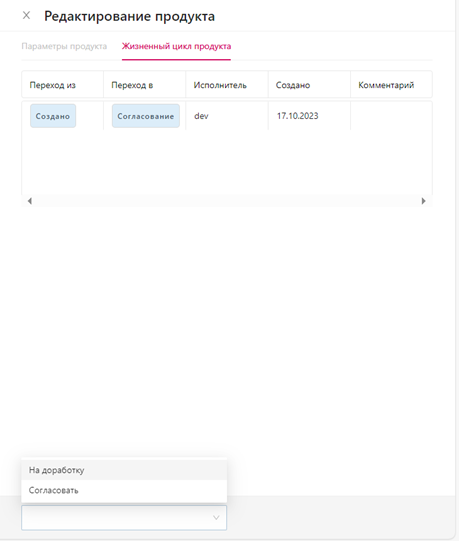 Редактирование продукта
Параметры продукта Жизненный цикл продукта
Переход из Переход в Исполнитель Создано Комментарий
Создано Согласование dev 17.10.2023
На доработку
Согласовать